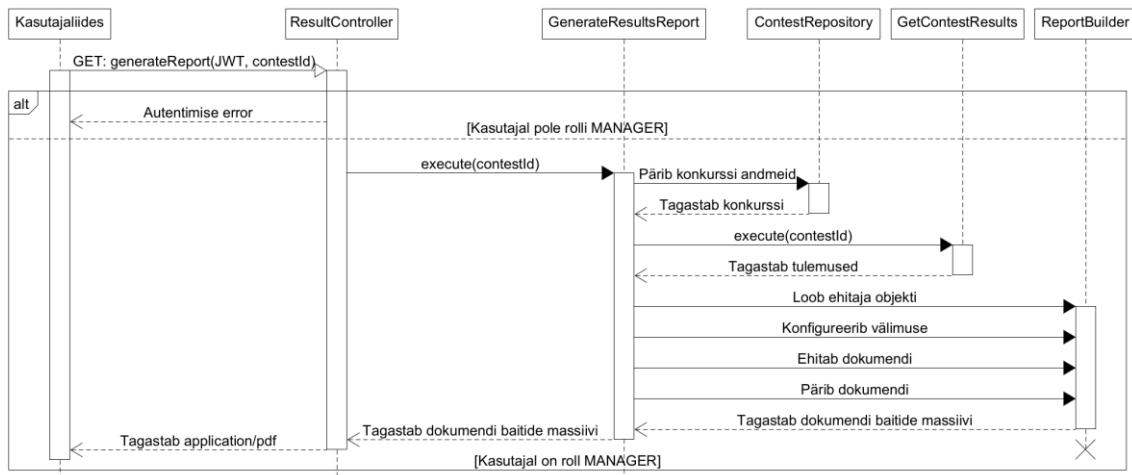 Kasutajaliides
ResultController
GenerateResultsReport
ContestRepository
GetContestResults
ReportBuilder
GET: generateReport(JWT, contestId)
alt
Autentimise error
[Kasutajal pole rolli MANAGER]
execute(contestId)
Pärib konkurssi andmeid
Tagastab konkurssi
execute(contestId)
Tagastab tulemused
Loob ehitaja objekti
Konfigureerib välimuse
Ehitab dokumendi
Pärib dokumendi
Tagastab dokumendi baitide massiivi
Tagastab dokumendi baitide massiivi
Tagastab application/pdf
[Kasutajal on roll MANAGER]